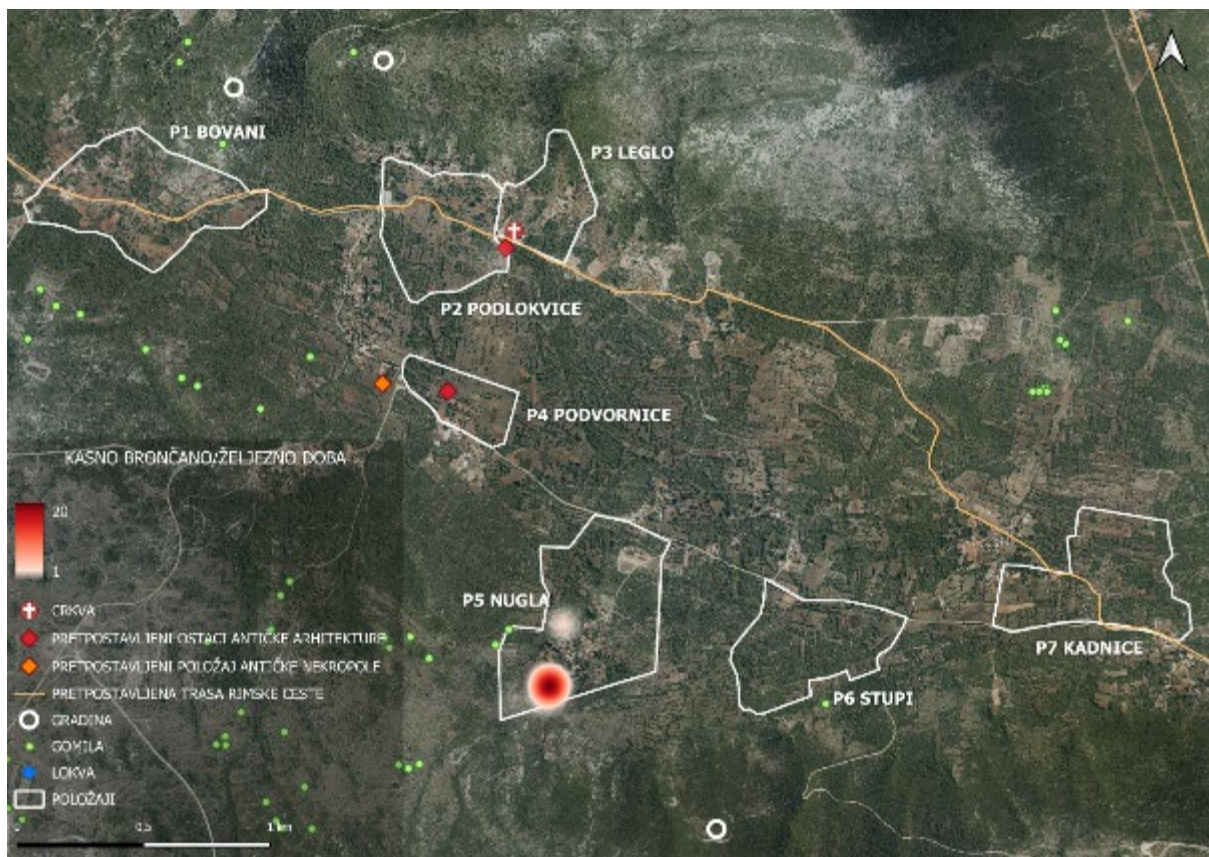 P1 BOVANI
P3 LEGLO
P2 PODLOKVICE
P4 PODVORNICE
KASNO BRONČANO/ŽELJEZNO DOBA
20
1
P5 NUGLA
CRKVA
PRETPOSTAVLJENI OSTACI ANTIČKE ARHITEKTURE
PRETPOSTAVLJENI POLOŽAJ ANTIČKE NEKROPOLE
P7 KADNICE
PRETPOSTAVLJENA TRASA RIMSKE CESTE
P6 STUPI
GRADINA
GOMILA
LOKVA
POLOŽAJI
0 0.5 1 km